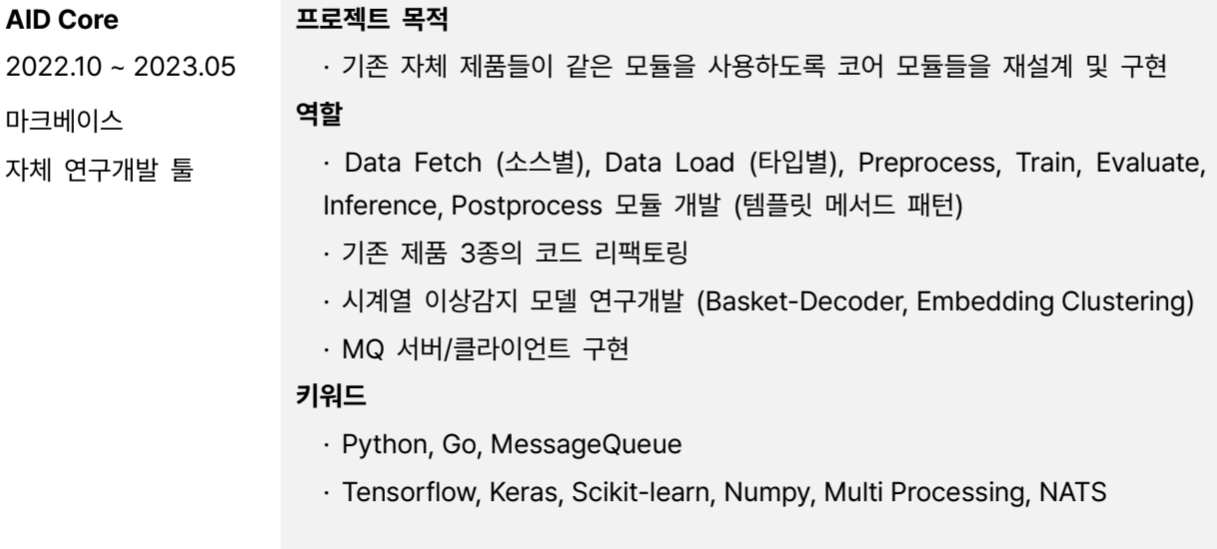 AID Core
2022.10 ~ 2023.05
마크베이스
자체 연구개발 툴
프로젝트 목적
· 기존 자체 제품들이 같은 모듈을 사용하도록 코어 모듈들을 재설계 및 구현
역할
· Data Fetch (소스별), Data Load (타입별), Preprocess, Train, Evaluate,
Inference, Postprocess 모듈 개발 (템플릿 메서드 패턴)
· 기존 제품 3종의 코드 리팩토링
· 시계열 이상감지 모델 연구개발 (Basket-Decoder, Embedding Clustering)
· MQ 서버/클라이언트 구현
키워드
· Python, Go, MessageQueue
· Tensorflow, Keras, Scikit-learn, Numpy, Multi Processing, NATS